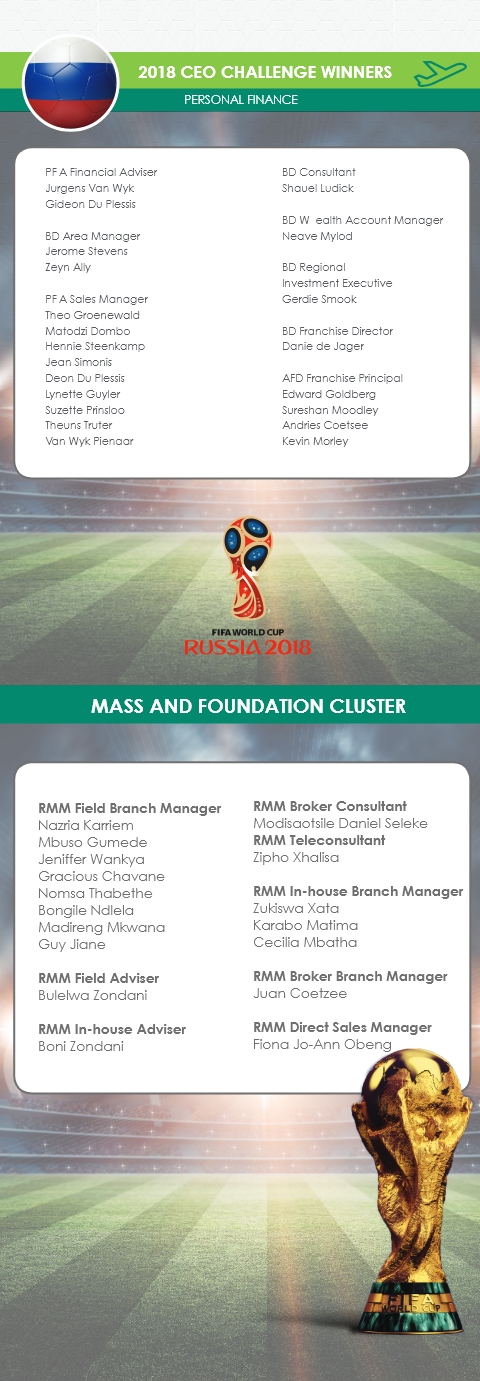 2018 CEO CHALLENGE WINNERS
PERSONAL FINANCE
PF A Financial Adviser
Jurgens Van Wyk
Gideon Du Plessis
BD Area Manager
Jerome Stevens
Zeyn Ally
PF A Sales Manager
Theo Groenewald
Matodzi Dombo
Hennie Steenkamp
Jean Simonis
Deon Du Plessis
Lynette Guyler
Suzette Prinsloo
Theuns Truter
Van Wyk Pienaar
BD Consultant
Shauel Ludick
BD W ealth Account Manager
Neave Mylod
BD Regional
Investment Executive
Gerdie Smook
BD Franchise Director
Danie de Jager
AFD Franchise Principal
Edward Goldberg
Sureshan Moodley
Andries Coetsee
Kevin Morley
FIFA WORLD CUP
RUSSIA 2018
MASS AND FOUNDATION CLUSTER
RMM Field Branch Manager
Nazria Karriem
Mbuso Gumede
Jeniffer Wankya
Gracious Chavane
Nomsa Thabethe
Bongile Ndlela
Madireng Mkwana
Guy Jiane
RMM Field Adviser
Bulelwa Zondani
RMM In-house Adviser
Boni Zondani
RMM Broker Consultant
Modisaotsile Daniel Seleke
RMM Teleconsultant
Zipho Xhalisa
RMM In-house Branch Manager
Zukiswa Xata
Karabo Matima
Cecilia Mbatha
RMM Broker Branch Manager
Juan Coetzee
RMM Direct Sales Manager
Fiona Jo-Ann Obeng
FIFA
WORLD CUP